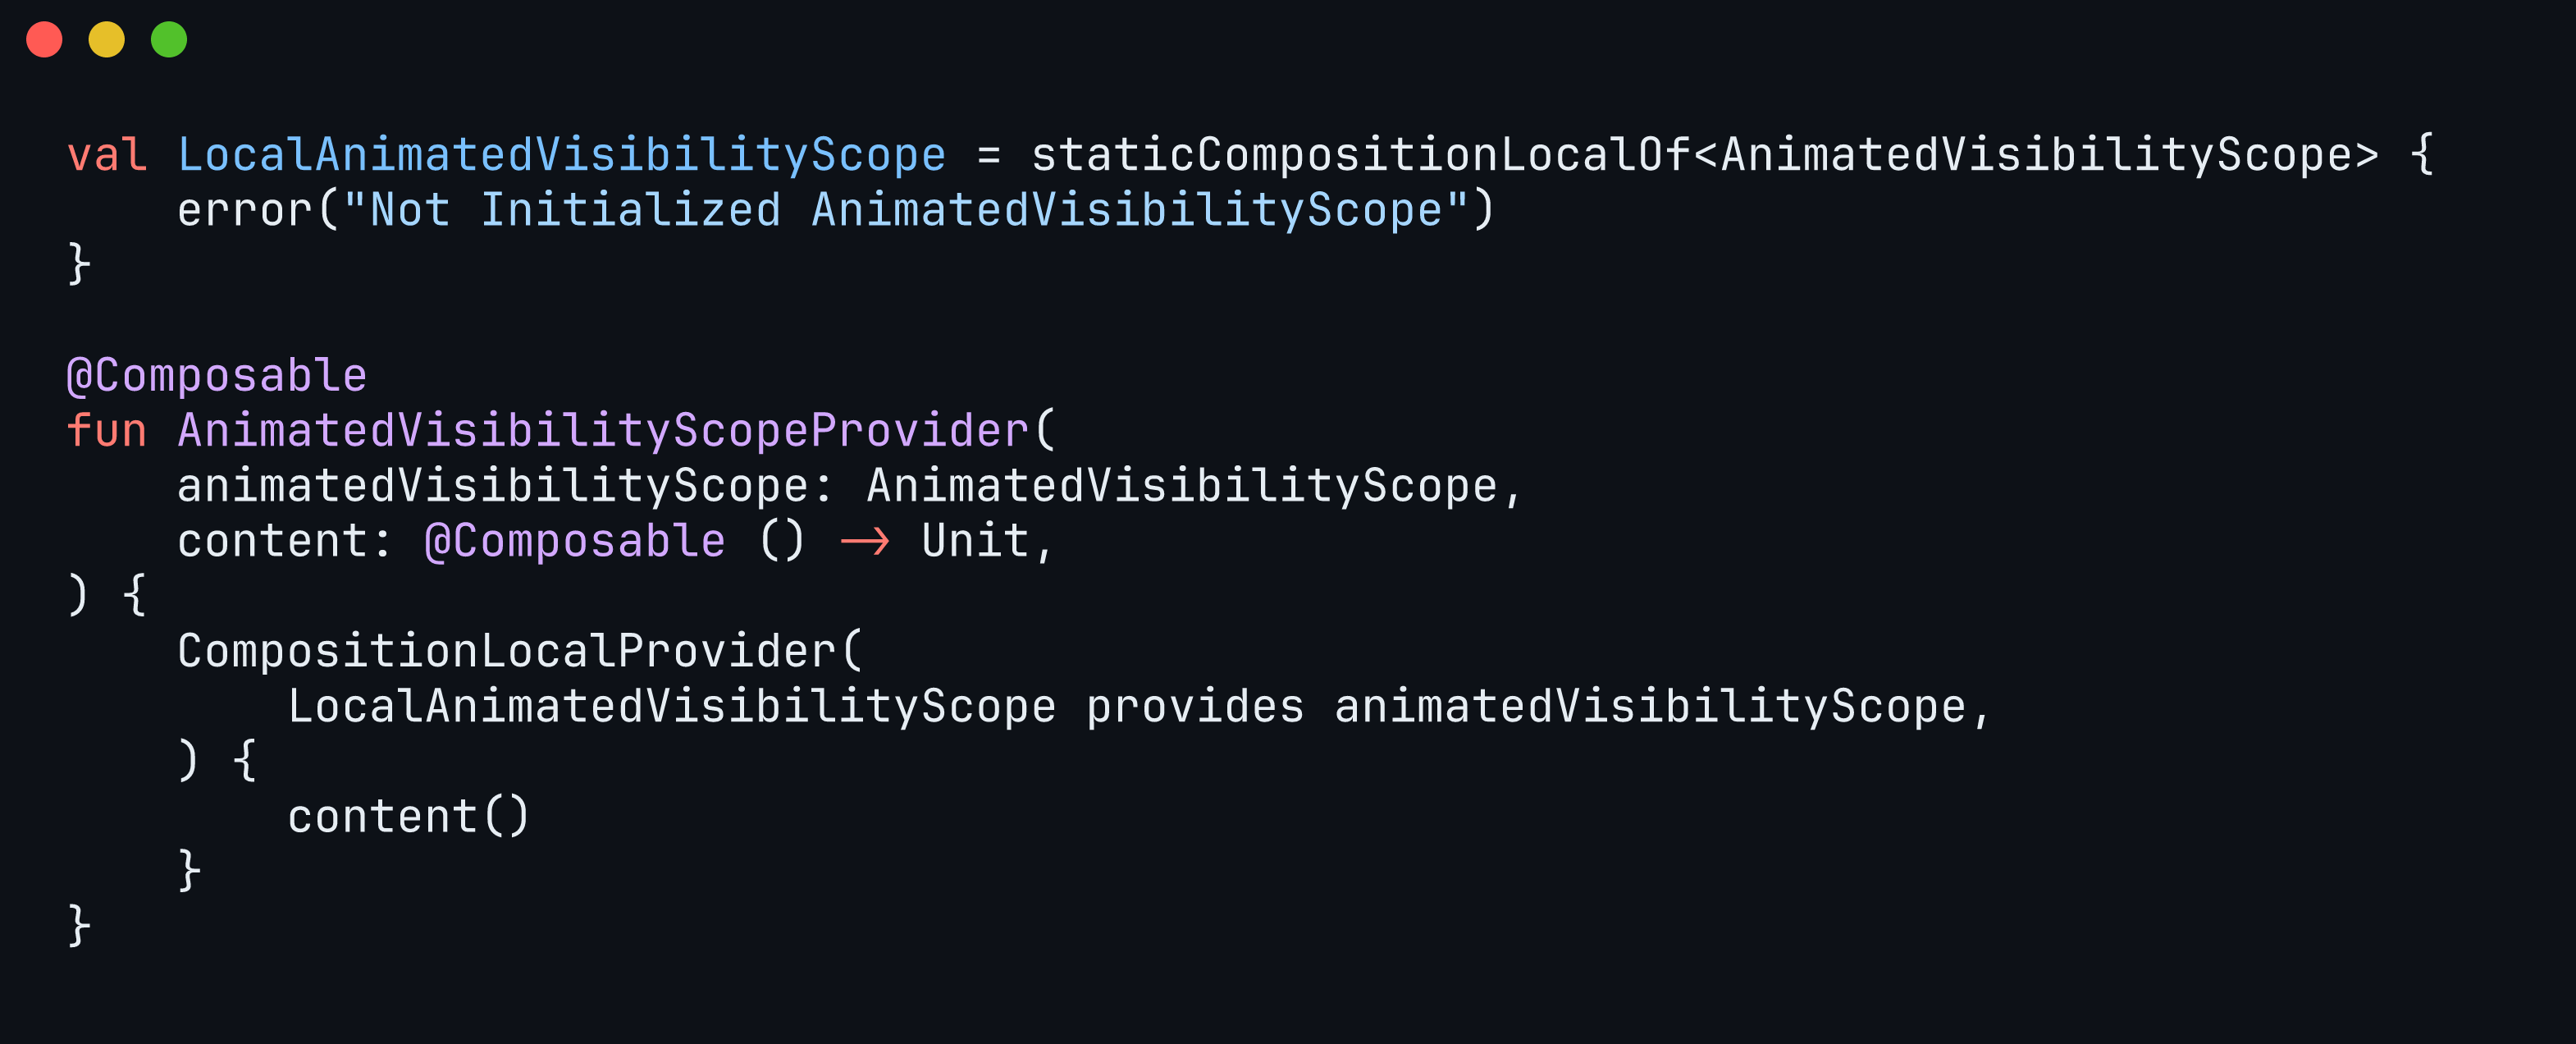 val LocalAnimatedVisibilityScope = staticCompositionLocalOf<AnimatedVisibilityScope> {
    error("Not Initialized AnimatedVisibilityScope")
}

@Composable
fun AnimatedVisibilityScopeProvider(
    animatedVisibilityScope: AnimatedVisibilityScope,
    content: @Composable () -> Unit,
) {
    CompositionLocalProvider(
        LocalAnimatedVisibilityScope provides animatedVisibilityScope,
    ) {
        content()
    }
}